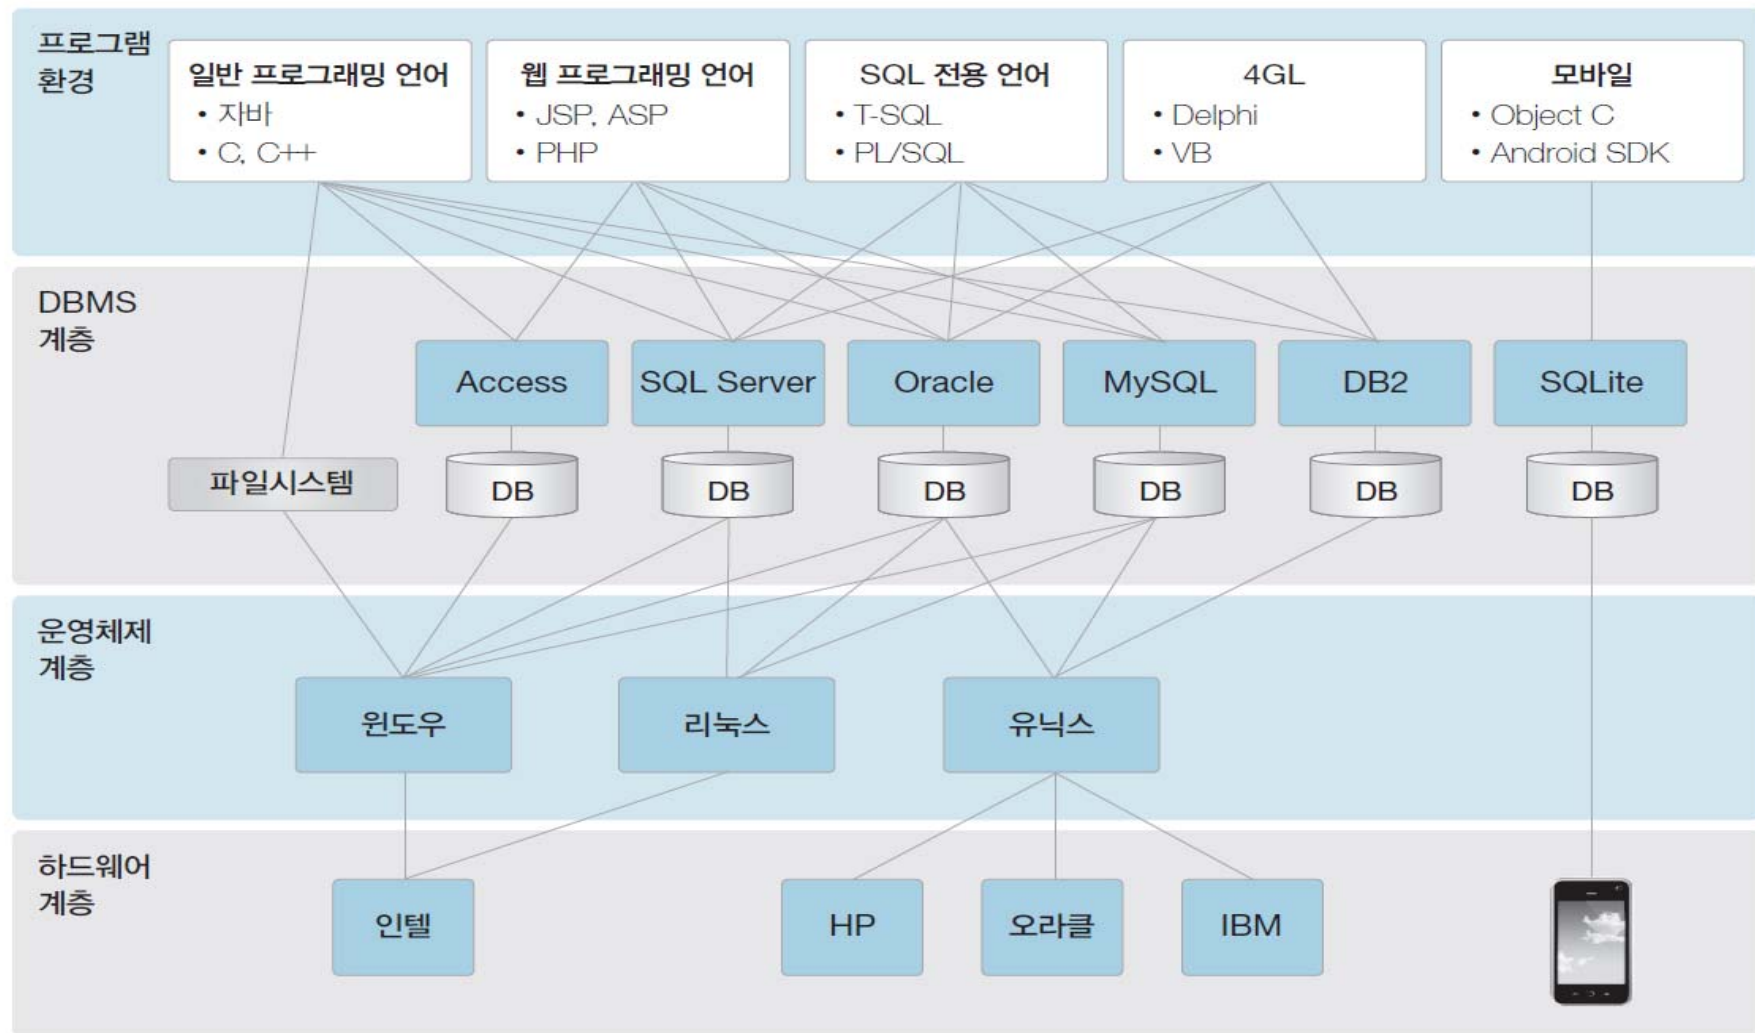 프로그램
환경
일반 프로그래밍 언어
• 자바
• C, C++
웹 프로그래밍 언어
• JSP, ASP
• PHP
SQL 전용 언어
• T-SQL
• PL/SQL
4GL
• Delphi
• VB
모바일
• Object C
• Android SDK
DBMS
계층
Access
SQL Server
Oracle
MySQL
DB2
SQLite
파일시스템
DB
DB
DB
DB
DB
DB
운영체제
계층
윈도우
리눅스
유닉스
하드웨어
계층
인텔
HP
오라클
IBM